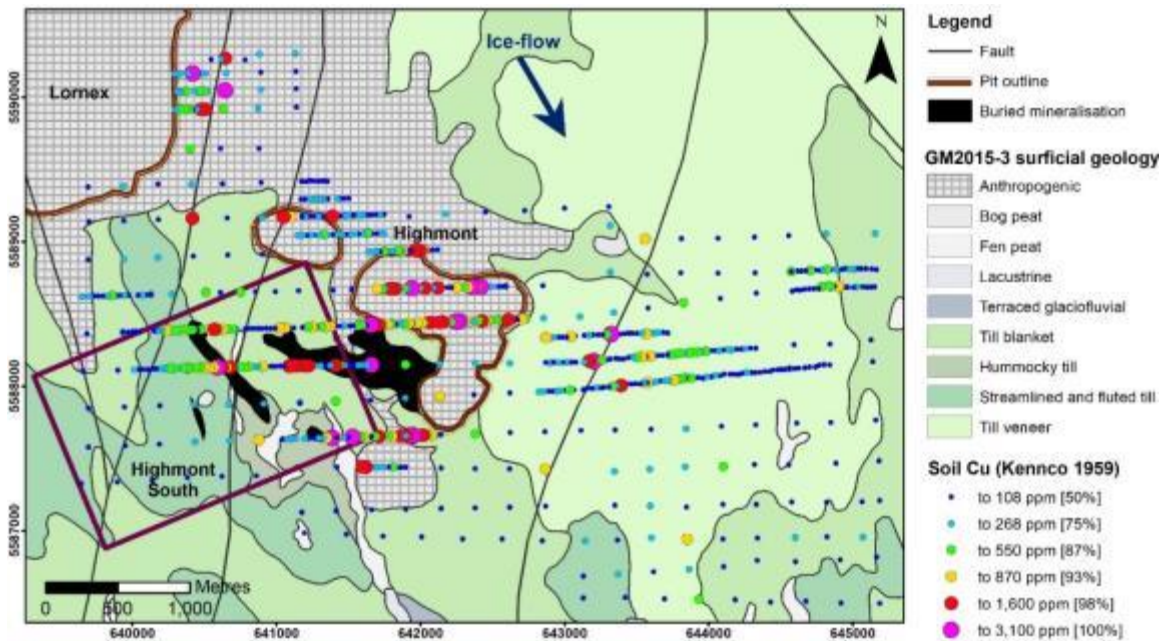 N
Ice-flow
Lornex
Highmont
Highmont
South
Metres
0 500 1,000
5590000
5589000
5588000
5587000
640000 641000 642000 643000 644000 645000
Legend
Fault
Pit outline
Buried mineralisation
GM2015-3 surficial geology
Anthropogenic
Bog peat
Fen peat
Lacustrine
Terraced glaciofluvial
Till blanket
Hummocky till
Streamlined and fluted till
Till veneer
Soil Cu (Kennco 1959)
to 108 ppm [50%]
to 268 ppm [75%]
to 550 ppm [87%]
to 870 ppm [93%]
to 1,600 ppm [98%]
to 3,100 ppm [100%]